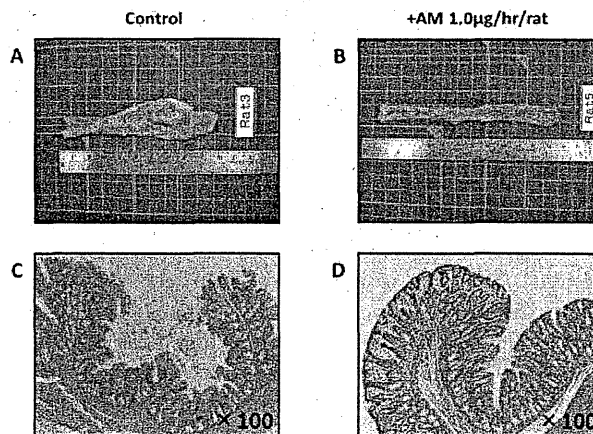 Control
+AM 1.0µg/hr/rat
A
B
Rat3
Rat5
C
D
× 100
× 100